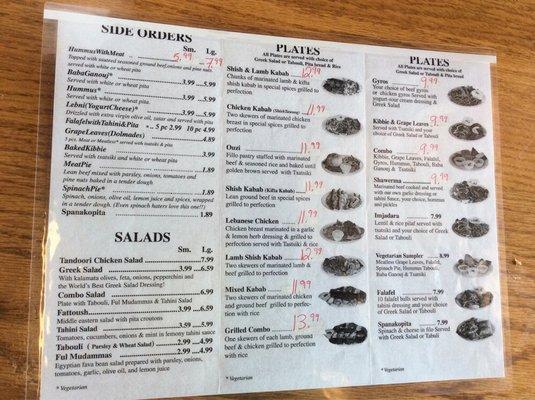 SIDE ORDERS
Sm. Lg.
HummusWithMeat 5.99 - 7.99
Topped with sauteed seasoned ground beef, onions and pine nuts,
served with white or wheat pita
BabaGanouj* 3.99 ...5.99
Served with white or wheat pita.
Hummus* 3.99 ...5.99
Served with white or wheat pita
Lebni(YogurtCheese)* 3.99 ...5.99
Drizzled with extra virgin olive oil, zatar and served with pita
FalafelwithTahini&Pita *.. 5 pc 2.99 10 pc 4.99
GrapeLeaves(Dolmades) 4.89
5 pcs. Meat or Meatless* served with tsatsiki & pita
BakedKibbie 3.99
Served with tsatsiki and white or wheat pita
MeatPie 1.89
Lean beef mixed with parsley, onions, tomatoes and
pine nuts baked in a tender dough
SpinachPie* 1.89
Spinach, onions, olive oil, lemon juice and spices, wrapped
in a tender dough. (Even spinach haters love this one!)
Spanakopita 1.89
SALADS
Sm. Lg.
Tandoori Chicken Salad 7.99
Greek Salad 3.99 ...6.59
With kalamata olives, feta, onions, pepperchini and
the World's Best Greek Salad Dressing!
Combo Salad 6.99
Plate with Tabouli, Ful Mudammas & Tahini Salad
Fattoush 3.99 ...6.59
Middle eastern salad with pita croutons
Tahini Salad 3.59 ...5.99
Tomatoes, cucumbers, onions & mint in lemony tahini sauce
Tabouli ( Parsley & Wheat Salad) 2.99 ...4.99
Ful Mudammas 2.99 ...4.99
Egyptian fava bean salad prepared with parsley, onions,
tomatoes, garlic, olive oil, and lemon juice
* Vegetarian
PLATES
All Plates are served with choice of
Greek Salad or Tabouli, Pita bread & Rice
Shish & Lamb Kabab 12.99
Chunks of marinated lamb & kifta
shish kabab in special spices grilled
to perfection
Chicken Kabab (Shish Tawouk) 11.99
Two skewers of marinated chicken
breast in special spices grilled to
perfection
Ouzi 11.99
Fillo pastry stuffed with marinated
beef & seasoned rice and baked until
golden brown served with Tsatsiki
Shish Kabab (Kifta Kabab) 11.99
Lean ground beef in special spices
grilled to perfection
Lebanese Chicken 11.99
Chicken breast marinated in a garlic
and lemon herb dressing & grilled to
perfection served with Tsatsiki & rice
Lamb Shish Kabab 12.99
Two skewers of marinated lamb &
grilled to perfection
Mixed Kabab 11.99
Two skewers of marinated chicken
and ground beef grilled to perfection
with rice
Grilled Combo 13.99
One skewers of each lamb, ground
beef & chicken grilled to perfection
with rice
* Vegetarian
PLATES
All Plates are served with choice of
Greek Salad or Tabouli & Pita bread
Gyros 9.99
Your choice of beef gyros
or chicken gyros Served with
yogurt/sour cream dressing &
Greek Salad
Kibbie & Grape Leaves 9.99
Served with Tsatsiki and
your choice of Greek Salad
or Tabouli
Combo 9.99
Kibbie, Grape Leaves, Falafel,
Gyros, Hummus, Tabouli, Baba
Ganouj & Tsatsiki
Shawerma 9.99
Marinated beef cooked and served
with our own garlic dressing or
tahini Sauce, your choice, hummus
and pickles
Imjadara 7.99
Lentil & rice pilaf served with
tsatsiki and your choice of Greek
Salad or Tabouli
Vegetarian Sampler 8.99
Meatless Grape Leaves, Falafel,
Spinach Pie, Hummus Tabouli,
Baba Ganouj & Tsatsiki
Falafel 7.99
10 falafel balls served with
tahini dressing and your choice
of Greek Salad or Tabouli
Spanakopita 7.99
Spinach & cheese in filo Served
with Greek Salad or Tabouli
* Vegetarian